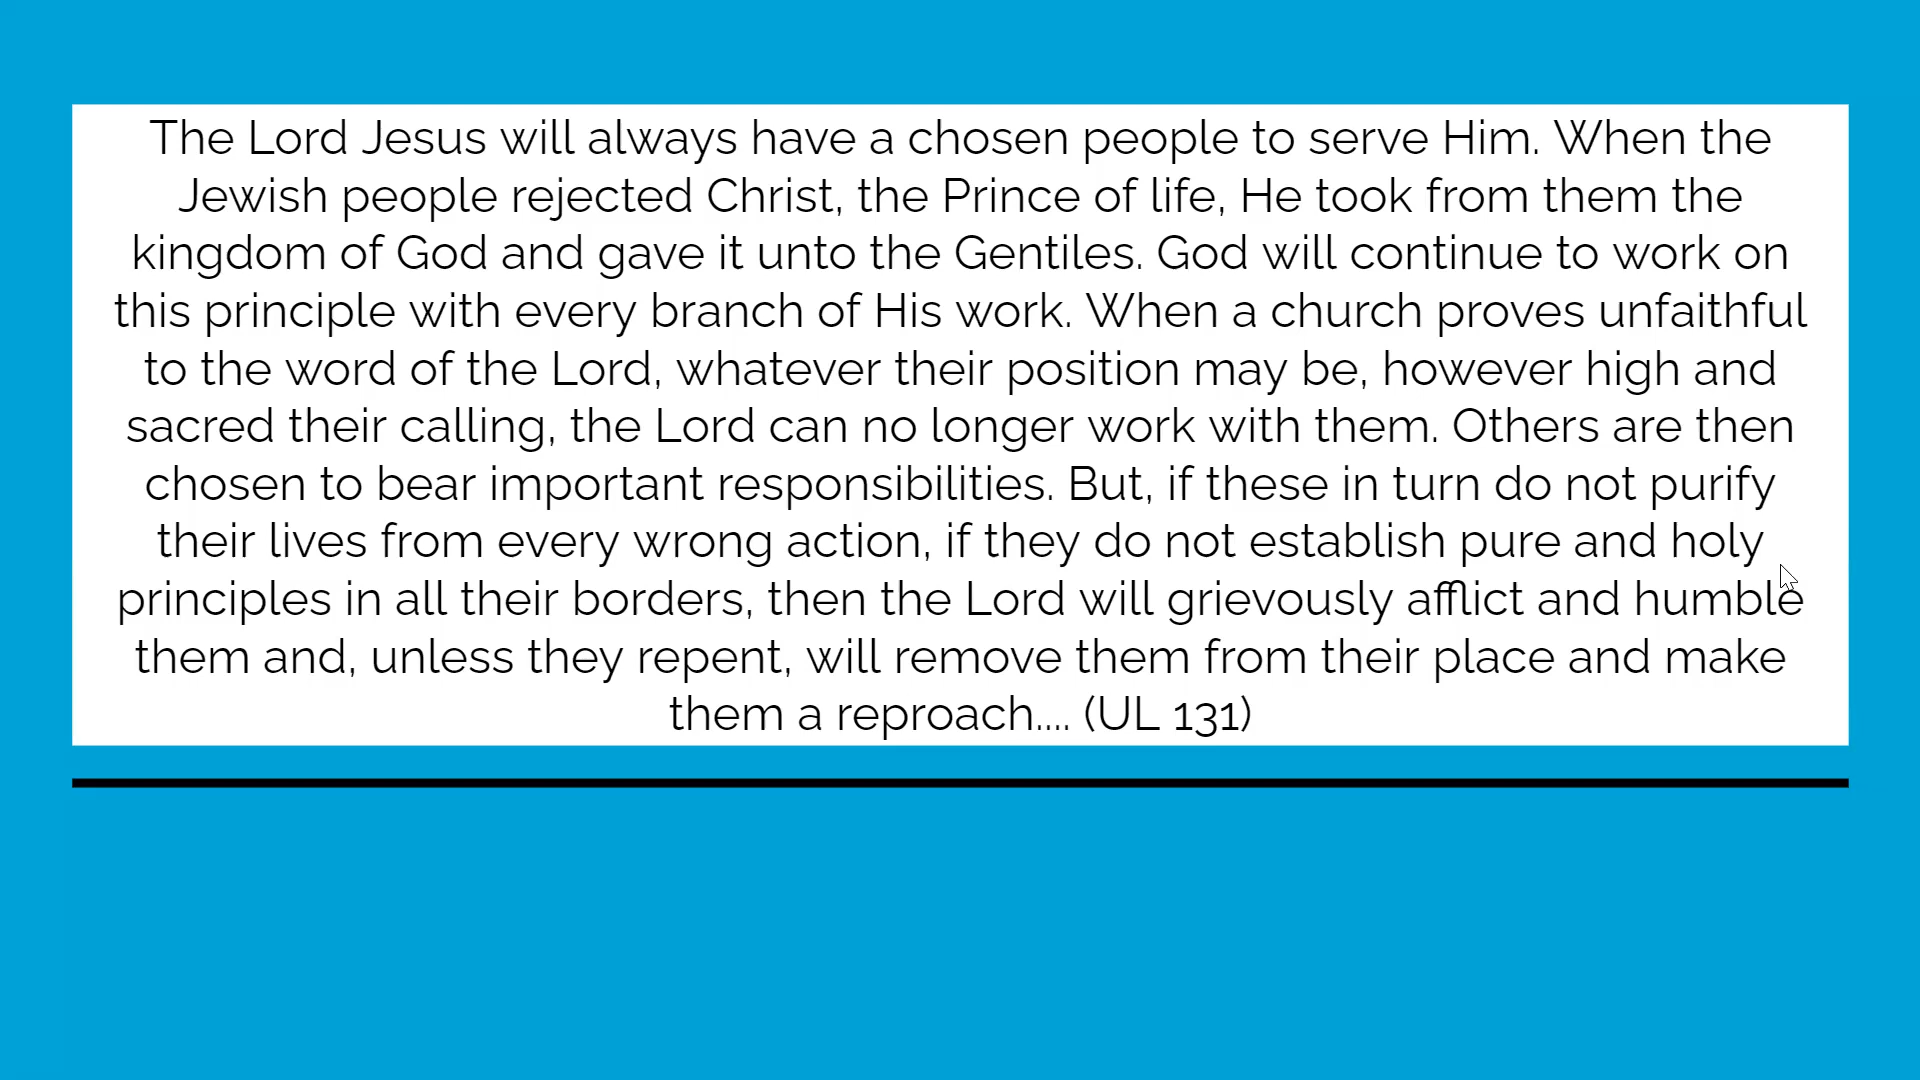 The Lord Jesus will always have a chosen people to serve Him. When the
Jewish people rejected Christ, the Prince of life, He took from them the
kingdom of God and gave it unto the Gentiles. God will continue to work on
this principle with every branch of His work. When a church proves unfaithful
to the word of the Lord, whatever their position may be, however high and
sacred their calling, the Lord can no longer work with them. Others are then
chosen to bear important responsibilities. But, if these in turn do not purify
their lives from every wrong action, if they do not establish pure and holy
principles in all their borders, then the Lord will grievously afflict and humble
them and, unless they repent, will remove them from their place and make
them a reproach.... (UL 131)